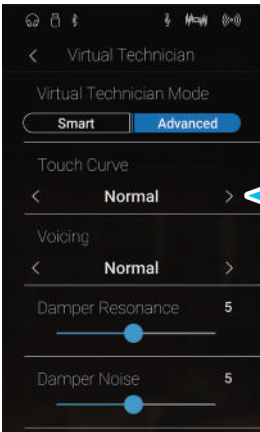 < Virtual Technician
Virtual Technician Mode
Smart Advanced
Touch Curve
< Normal >
Voicing
< Normal >
Damper Resonance 5
Damper Noise 5